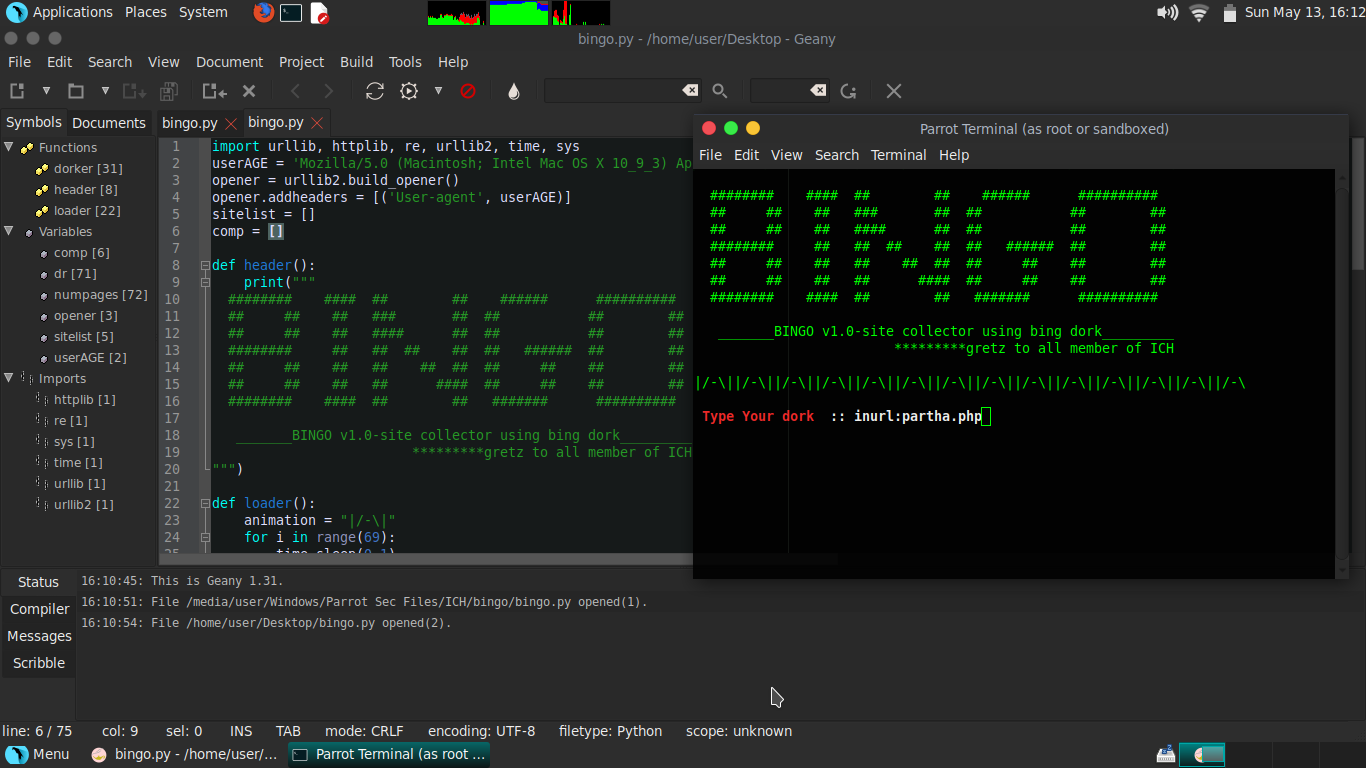 Applications Places System Sun May 13, 16:12
bingo.py - /home/user/Desktop - Geany
File Edit Search View Document Project Build Tools Help
Symbols Documents bingo.py bingo.py
Functions
dorker [31]
header [8]
loader [22]
Variables
comp [6]
dr [71]
numpages [72]
opener [3]
sitelist [5]
userAGE [2]
Imports
httplib [1]
re [1]
sys [1]
time [1]
urllib [1]
urllib2 [1]
1 import urllib, httplib, re, urllib2, time, sys
2 userAGE = 'Mozilla/5.0 (Macintosh; Intel Mac OS X 10_9_3) Ap
3 opener = urllib2.build_opener()
4 opener.addheaders = [('User-agent', userAGE)]
5 sitelist = []
6 comp = []
7
8 def header():
9     print("""
10   ########    #### ##        ##    ######      ##########
11   ##     ##    ##  ###       ##  ##           ##        ##
12   ##     ##    ##  ####      ##  ##           ##        ##
13   ########     ##  ##  ##    ##  ##   ######  ##        ##
14   ##     ##    ##  ##    ##  ##  ##     ##    ##        ##
15   ##     ##    ##  ##      ####  ##     ##    ##        ##
16   ########    #### ##        ##   #######      ##########
17
18    _______BINGO v1.0-site collector using bing dork_________
19                          *********gretz to all member of ICH
20 """)
21
22 def loader():
23     animation = "|/-\|"
24     for i in range(69):
25         time.sleep(0.1)
Parrot Terminal (as root or sandboxed)
File Edit View Search Terminal Help
  ########    #### ##        ##    ######      ##########
  ##     ##    ##  ###       ##  ##           ##        ##
  ##     ##    ##  ####      ##  ##           ##        ##
  ########     ##  ##  ##    ##  ##   ######  ##        ##
  ##     ##    ##  ##    ##  ##  ##     ##    ##        ##
  ##     ##    ##  ##      ####  ##     ##    ##        ##
  ########    #### ##        ##   #######      ##########
   _______BINGO v1.0-site collector using bing dork_________
                         *********gretz to all member of ICH
|/-\||/-\||/-\||/-\||/-\||/-\||/-\||/-\||/-\||/-\||/-\||/-\||/-\||/-\
Type Your dork  :: inurl:partha.php
Status
Compiler
Messages
Scribble
16:10:45: This is Geany 1.31.
16:10:51: File /media/user/Windows/Parrot Sec Files/ICH/bingo/bingo.py opened(1).
16:10:54: File /home/user/Desktop/bingo.py opened(2).
line: 6 / 75 col: 9 sel: 0 INS TAB mode: CRLF encoding: UTF-8 filetype: Python scope: unknown
Menu bingo.py - /home/user/... Parrot Terminal (as root ...